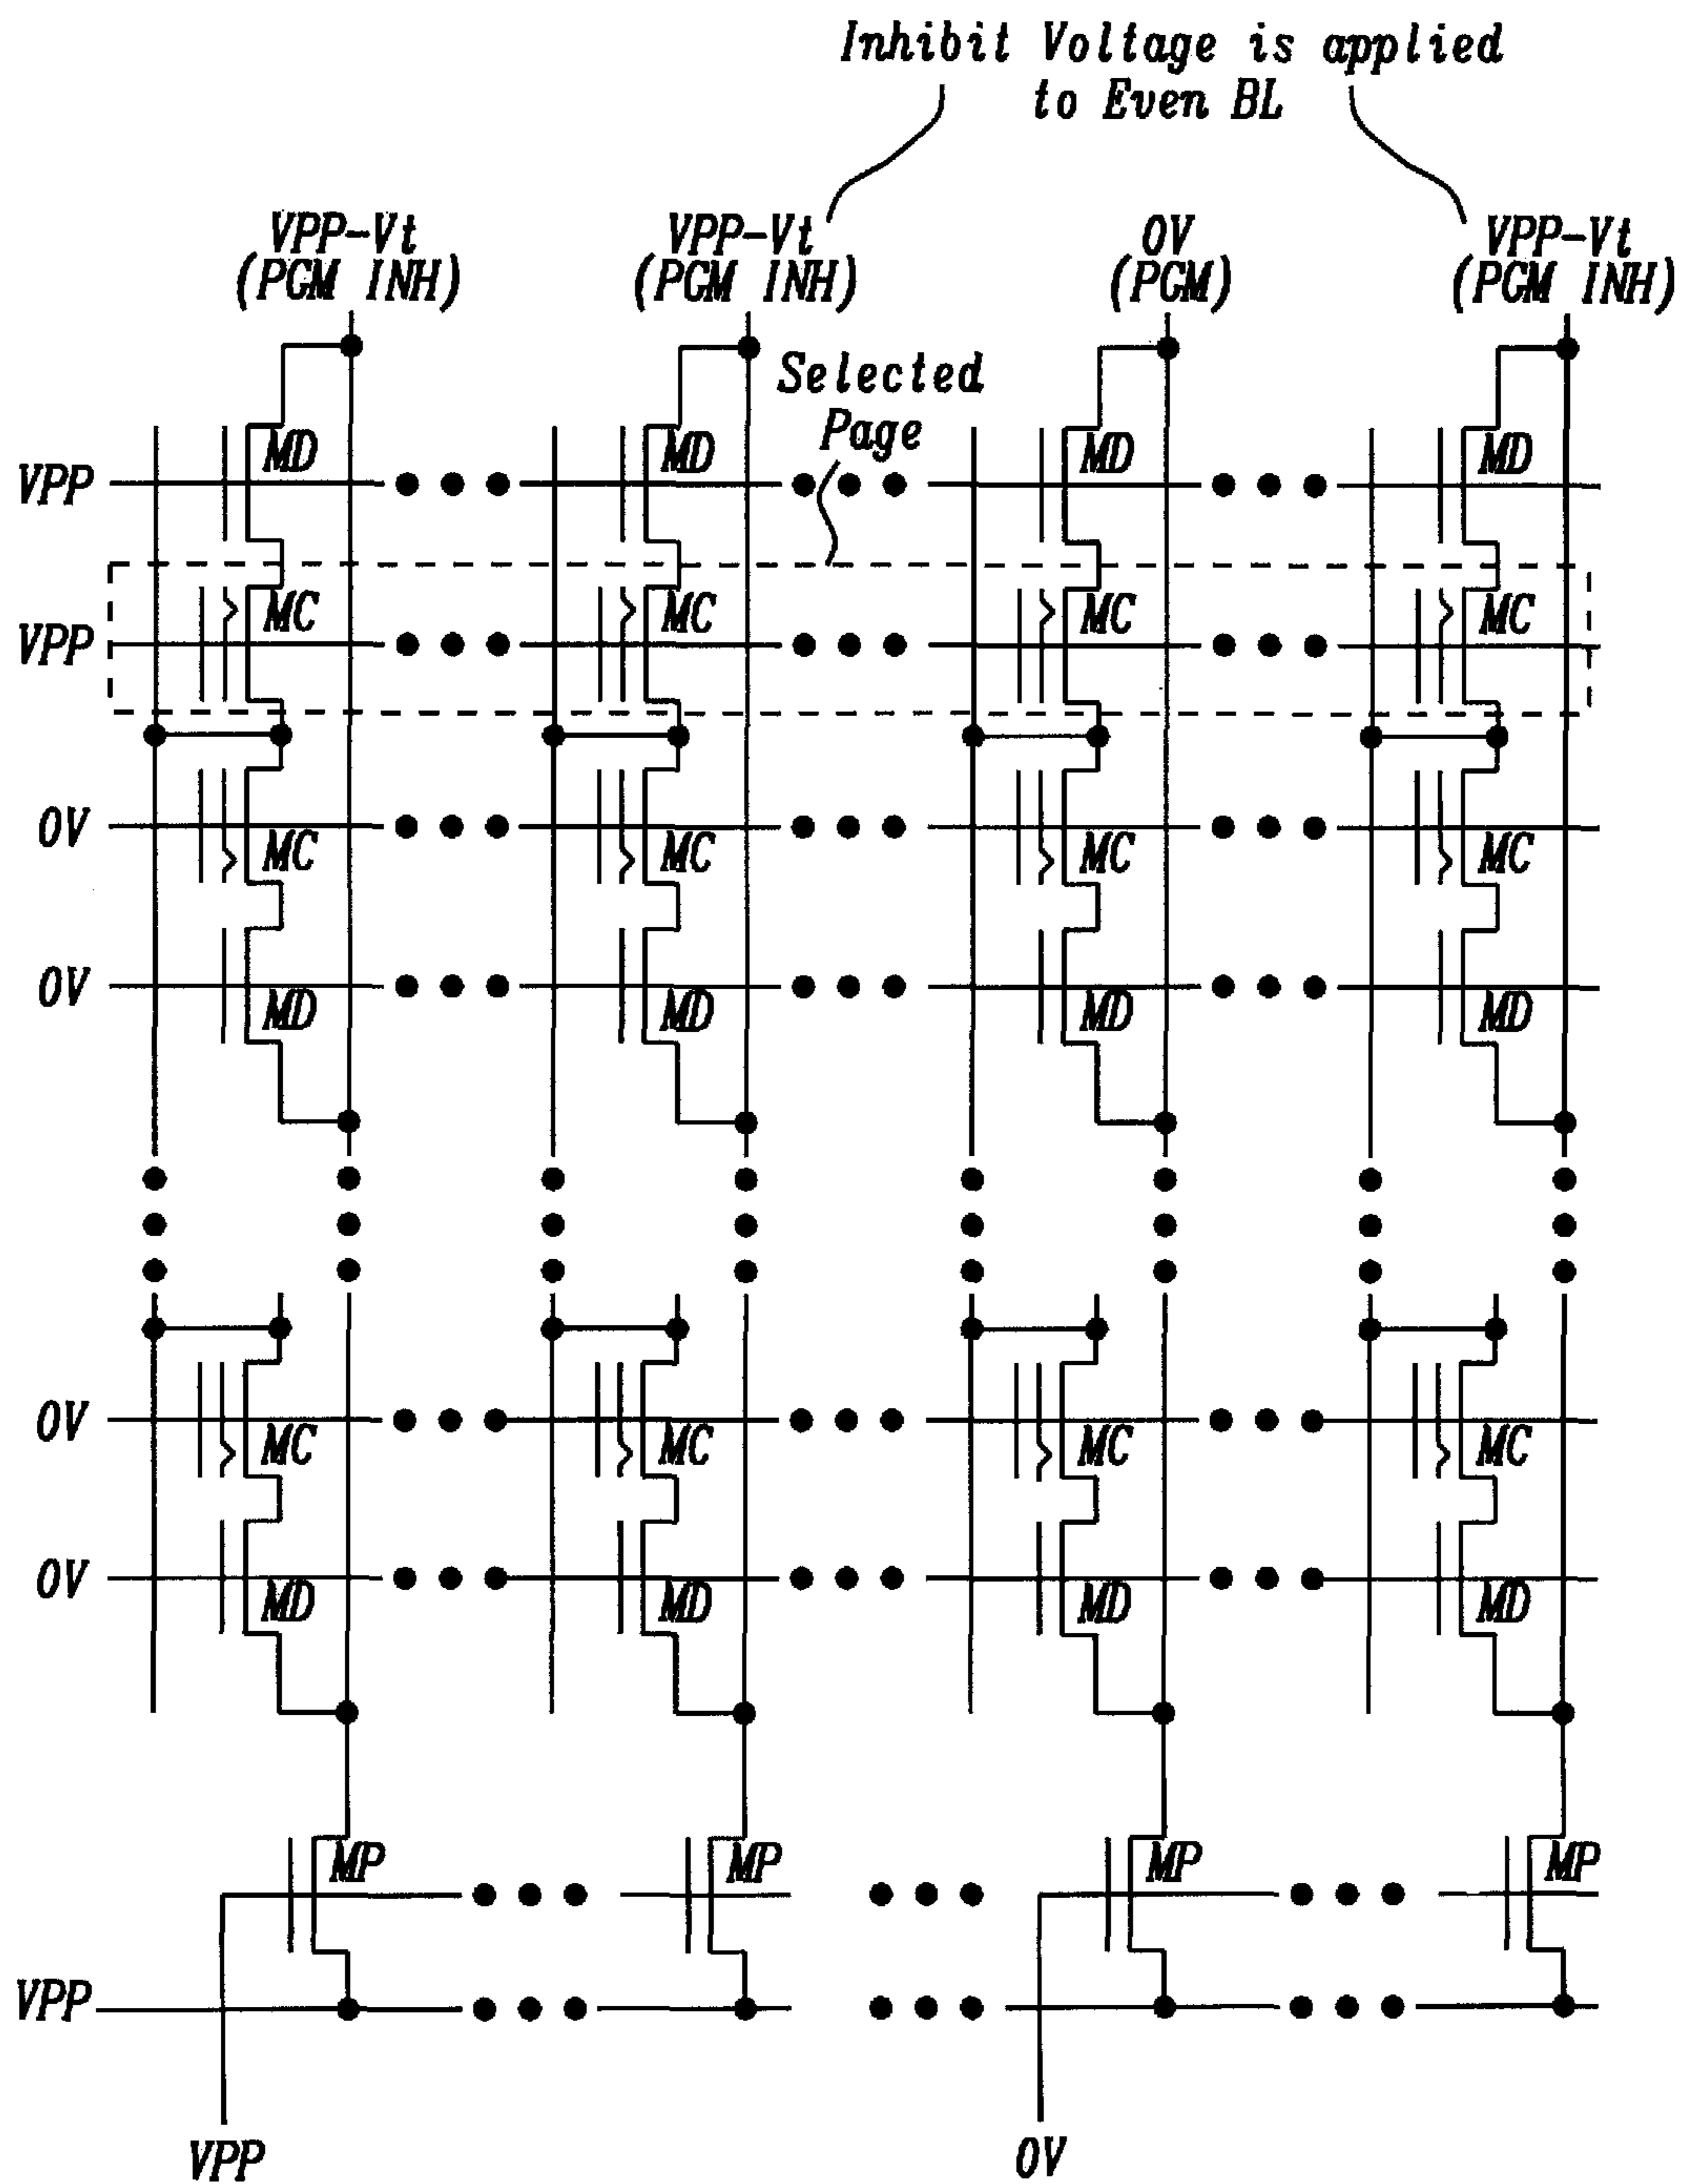 Inhibit Voltage is applied
to Even BL
VPP-Vt
(PGM INH)
VPP-Vt
(PGM INH)
0V
(PGM)
VPP-Vt
(PGM INH)
Selected
Page
VPP
MD
MD
MD
MD
VPP
MC
MC
MC
MC
0V
MC
MC
MC
MC
0V
MD
MD
MD
MD
0V
MC
MC
MC
MC
0V
MD
MD
MD
MD
MP
MP
MP
MP
VPP
VPP
0V